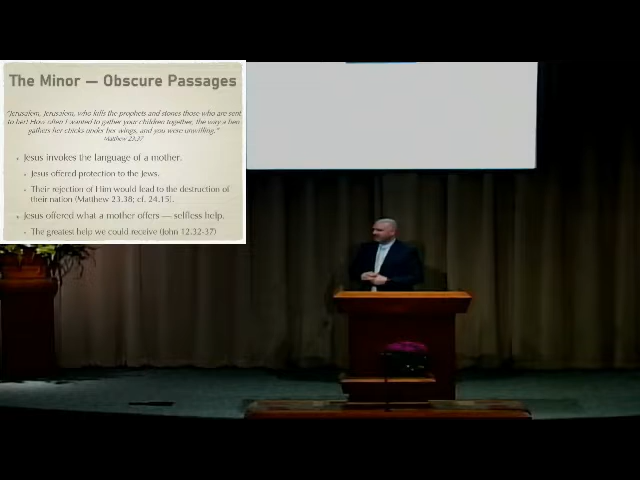 The Minor — Obscure Passages
"Jerusalem, Jerusalem, who kills the prophets and stones those who are sent
to her! How often I wanted to gather your children together, the way a hen
gathers her chicks under her wings, and you were unwilling."
Matthew 23.37
• Jesus invokes the language of a mother.
• Jesus offered protection to the Jews.
• Their rejection of Him would lead to the destruction of
their nation (Matthew 23.38; cf. 24.15).
• Jesus offered what a mother offers — selfless help.
• The greatest help we could receive (John 12.32-37)